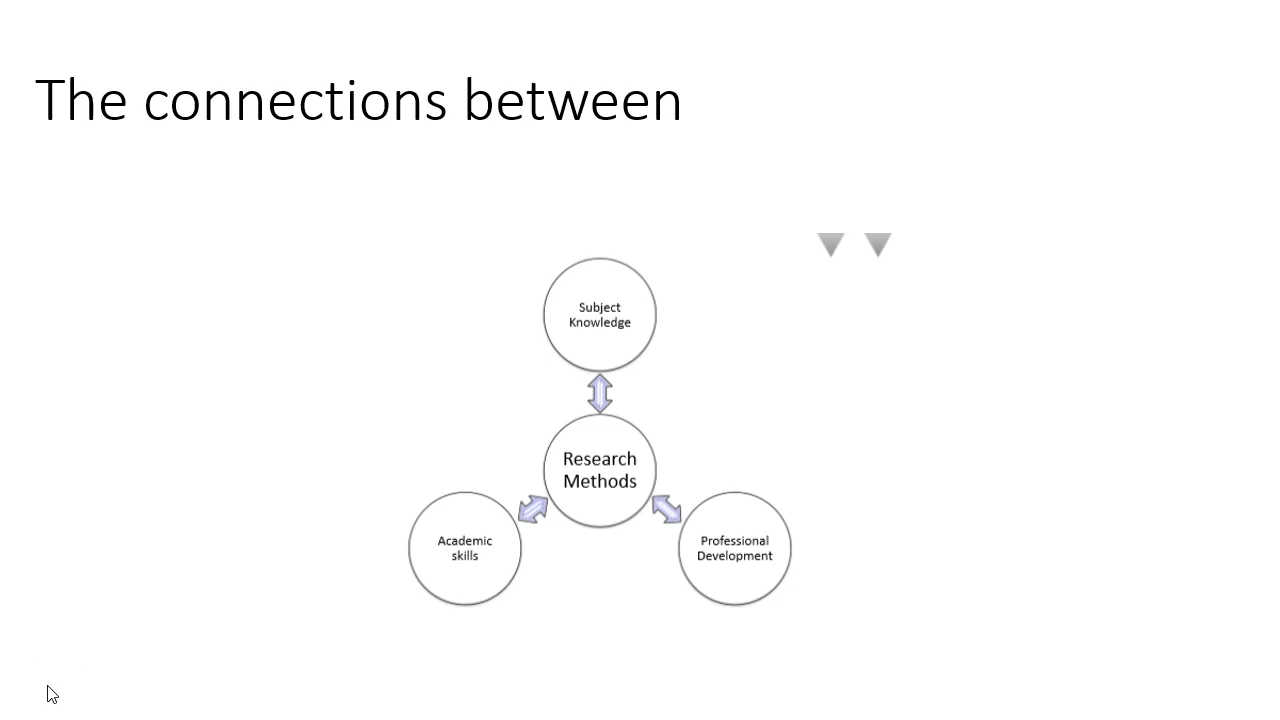 The connections between
Subject
Knowledge
Research
Methods
Academic
skills
Professional
Development